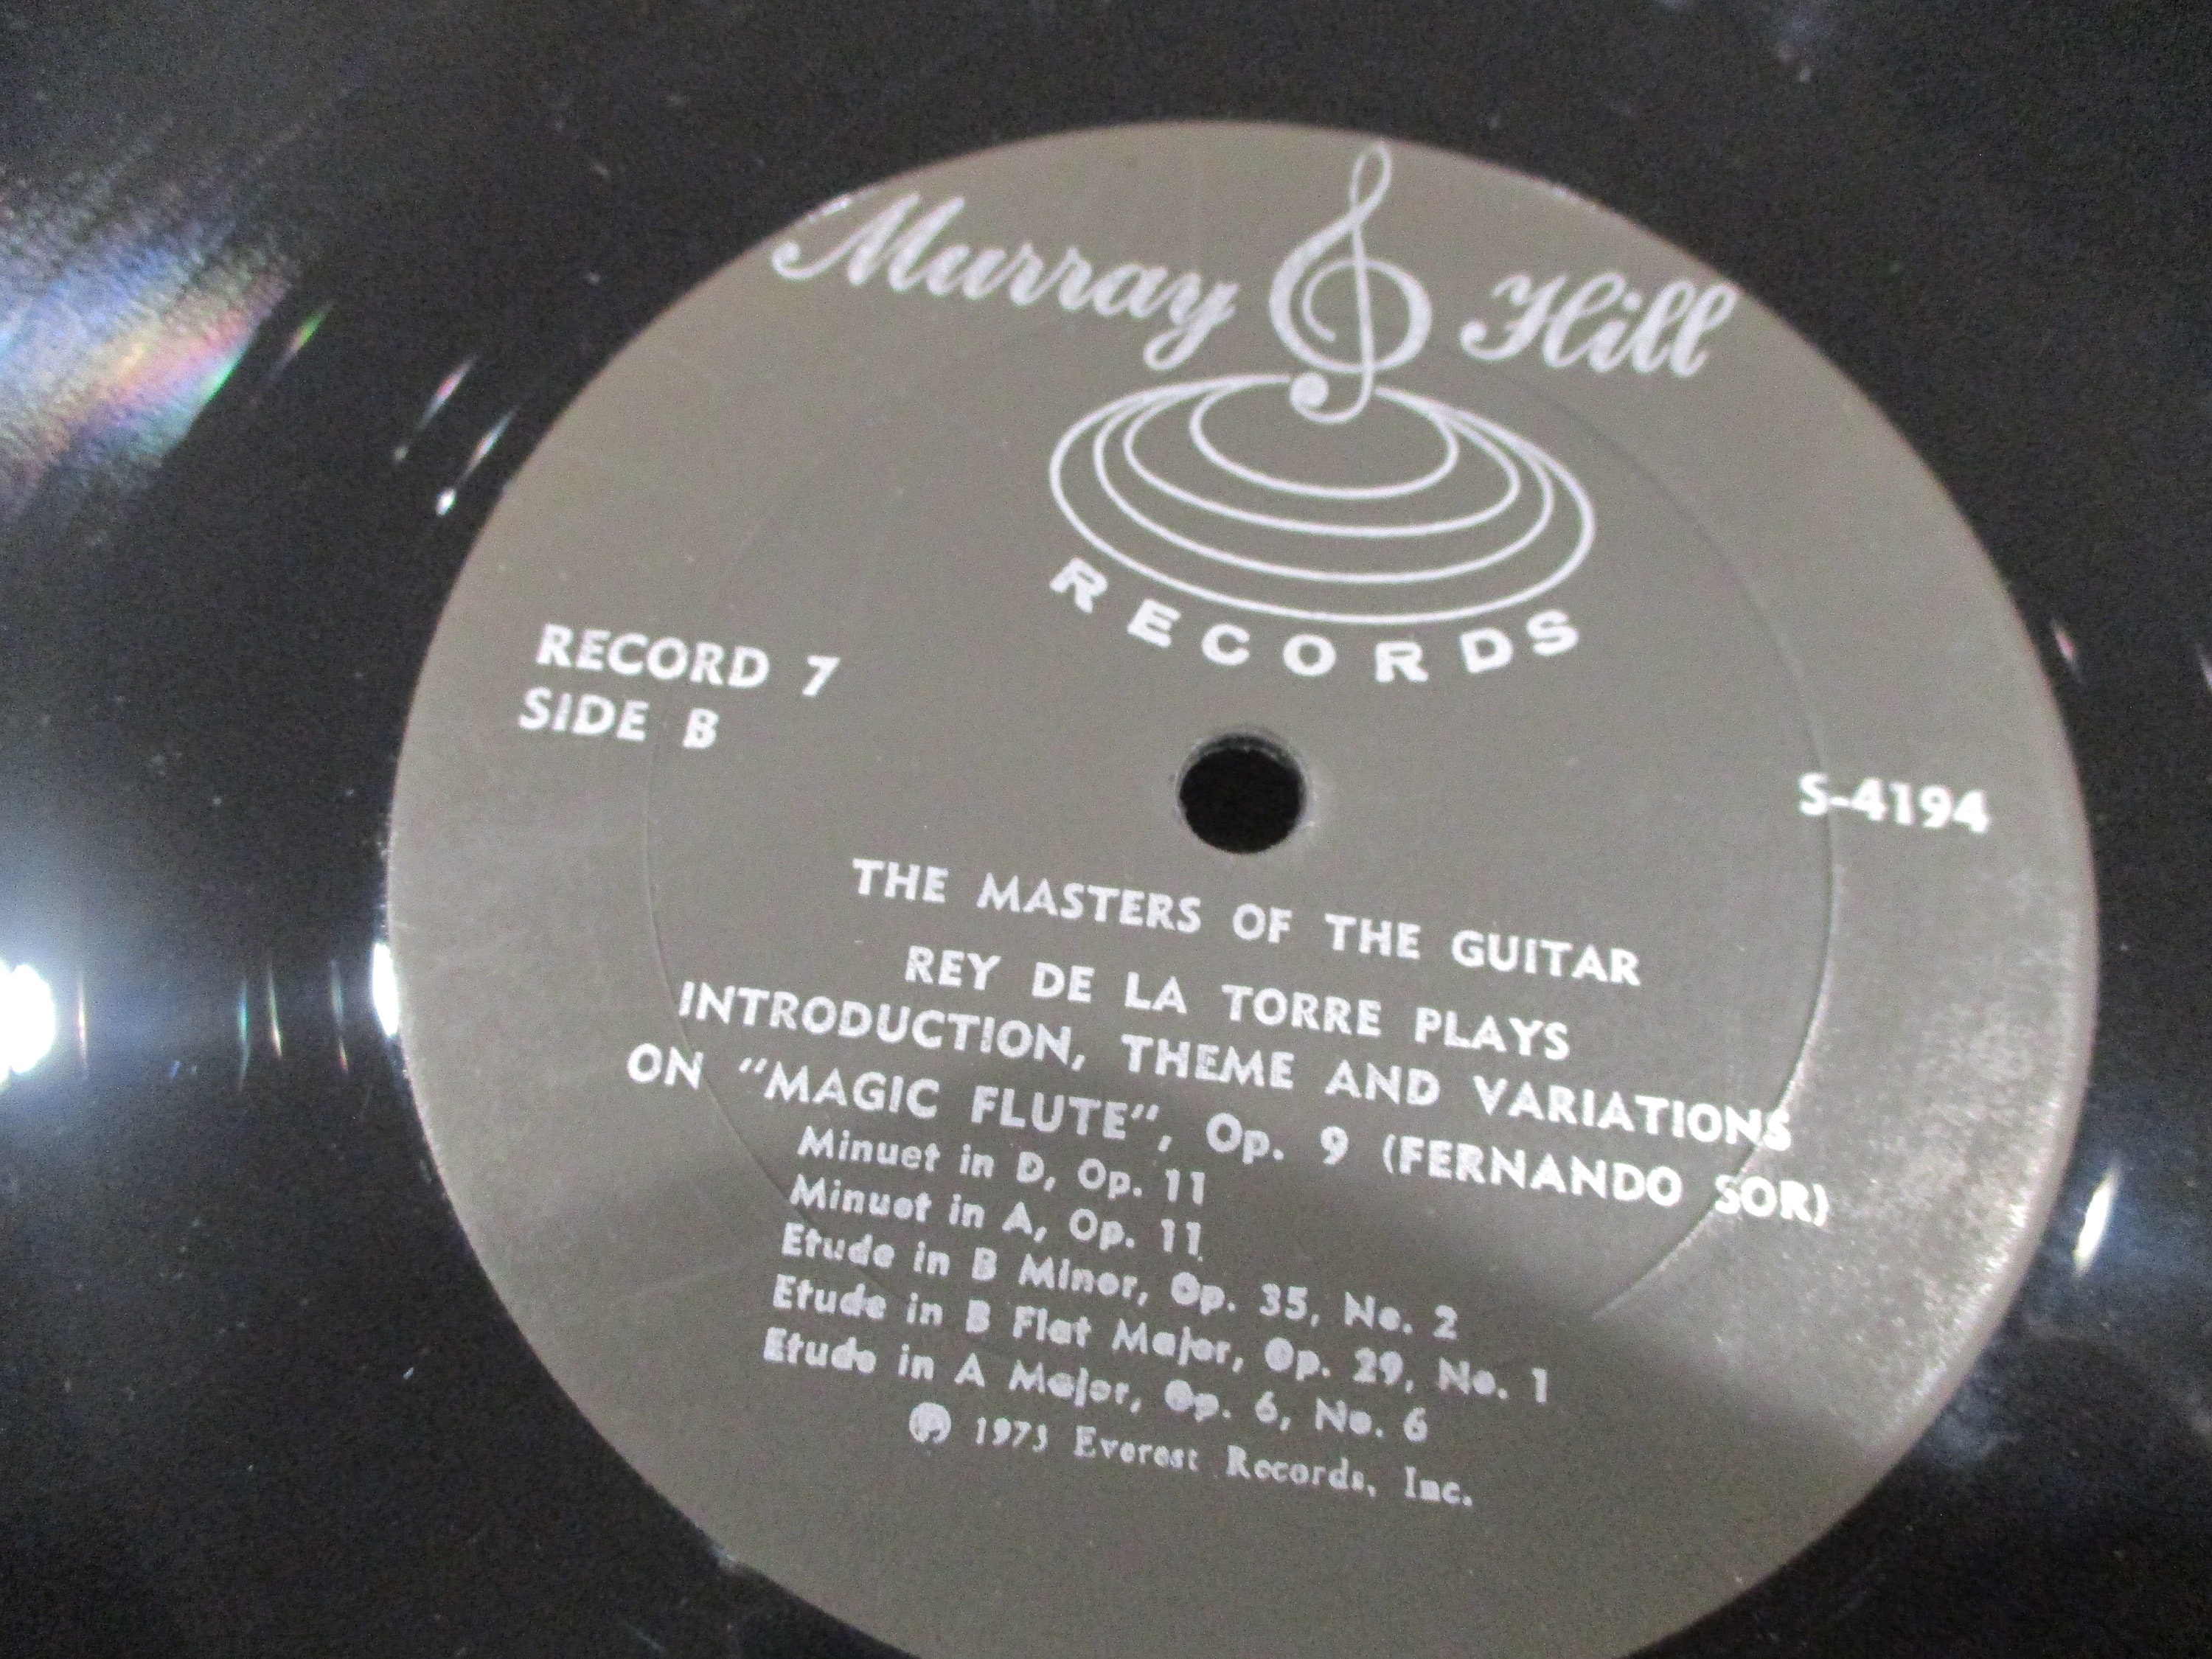 Murray Hill
RECORDS
RECORD 7
SIDE B
S-4194
THE MASTERS OF THE GUITAR
REY DE LA TORRE PLAYS
INTRODUCTION, THEME AND VARIATIONS
ON "MAGIC FLUTE", Op. 9 (FERNANDO SOR)
Minuet in D, Op. 11
Minuet in A, Op. 11
Etude in B Minor, Op. 35, No. 2
Etude in B Flat Major, Op. 29, No. 1
Etude in A Major, Op. 6, No. 6
℗ 1973 Everest Records, Inc.